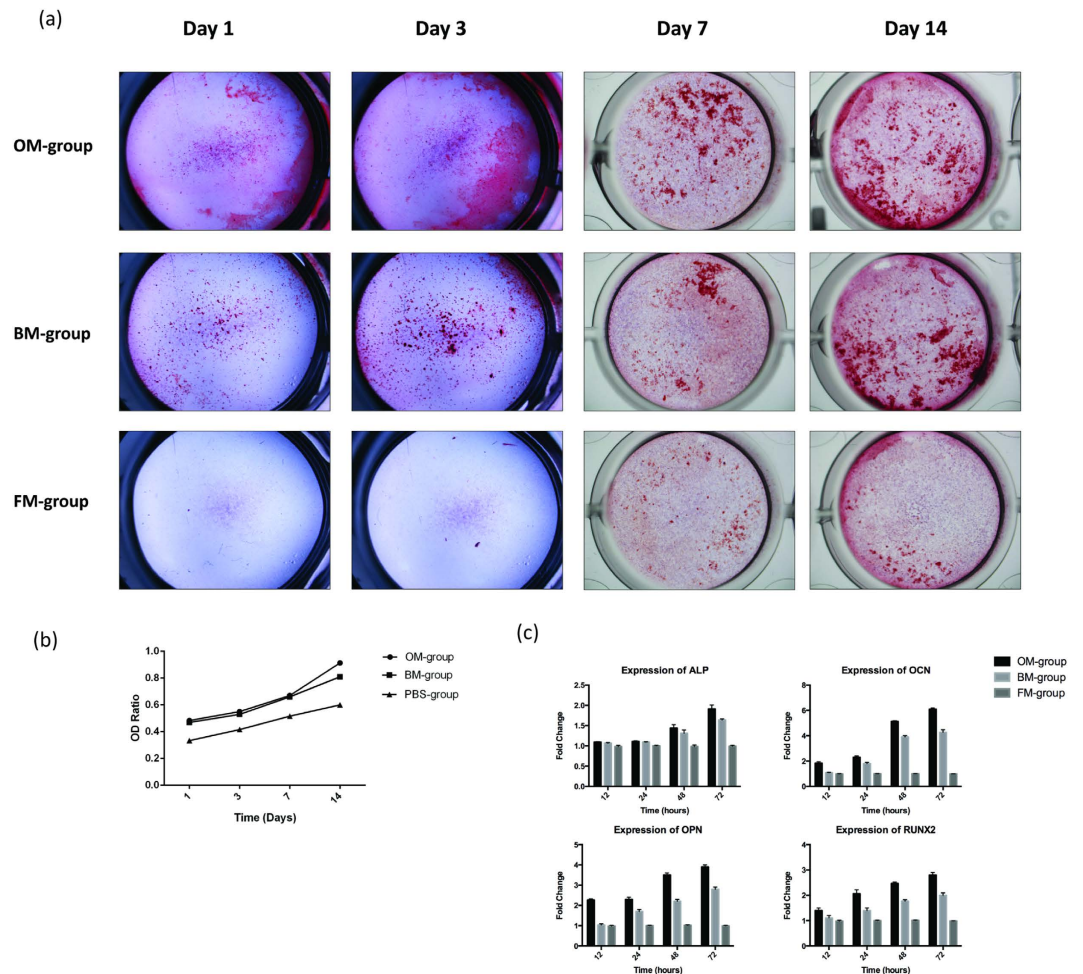 (a)
Day 1 Day 3 Day 7 Day 14
OM-group
BM-group
FM-group
(b)
OD Ratio
1.0
0.8
0.6
0.4
0.2
0.0
1 3 7 14
Time (Days)
OM-group
BM-group
PBS-group
(c)
Expression of ALP
Fold Change
2.5
2.0
1.5
1.0
0.5
0.0
12 24 48 72
Time (hours)
Expression of OCN
Fold Change
8
6
4
2
0
12 24 48 72
Time (hours)
OM-group
BM-group
FM-group
Expression of OPN
Fold Change
5
4
3
2
1
0
12 24 48 72
Time (hours)
Expression of RUNX2
Fold Change
4
3
2
1
0
12 24 48 72
Time (hours)